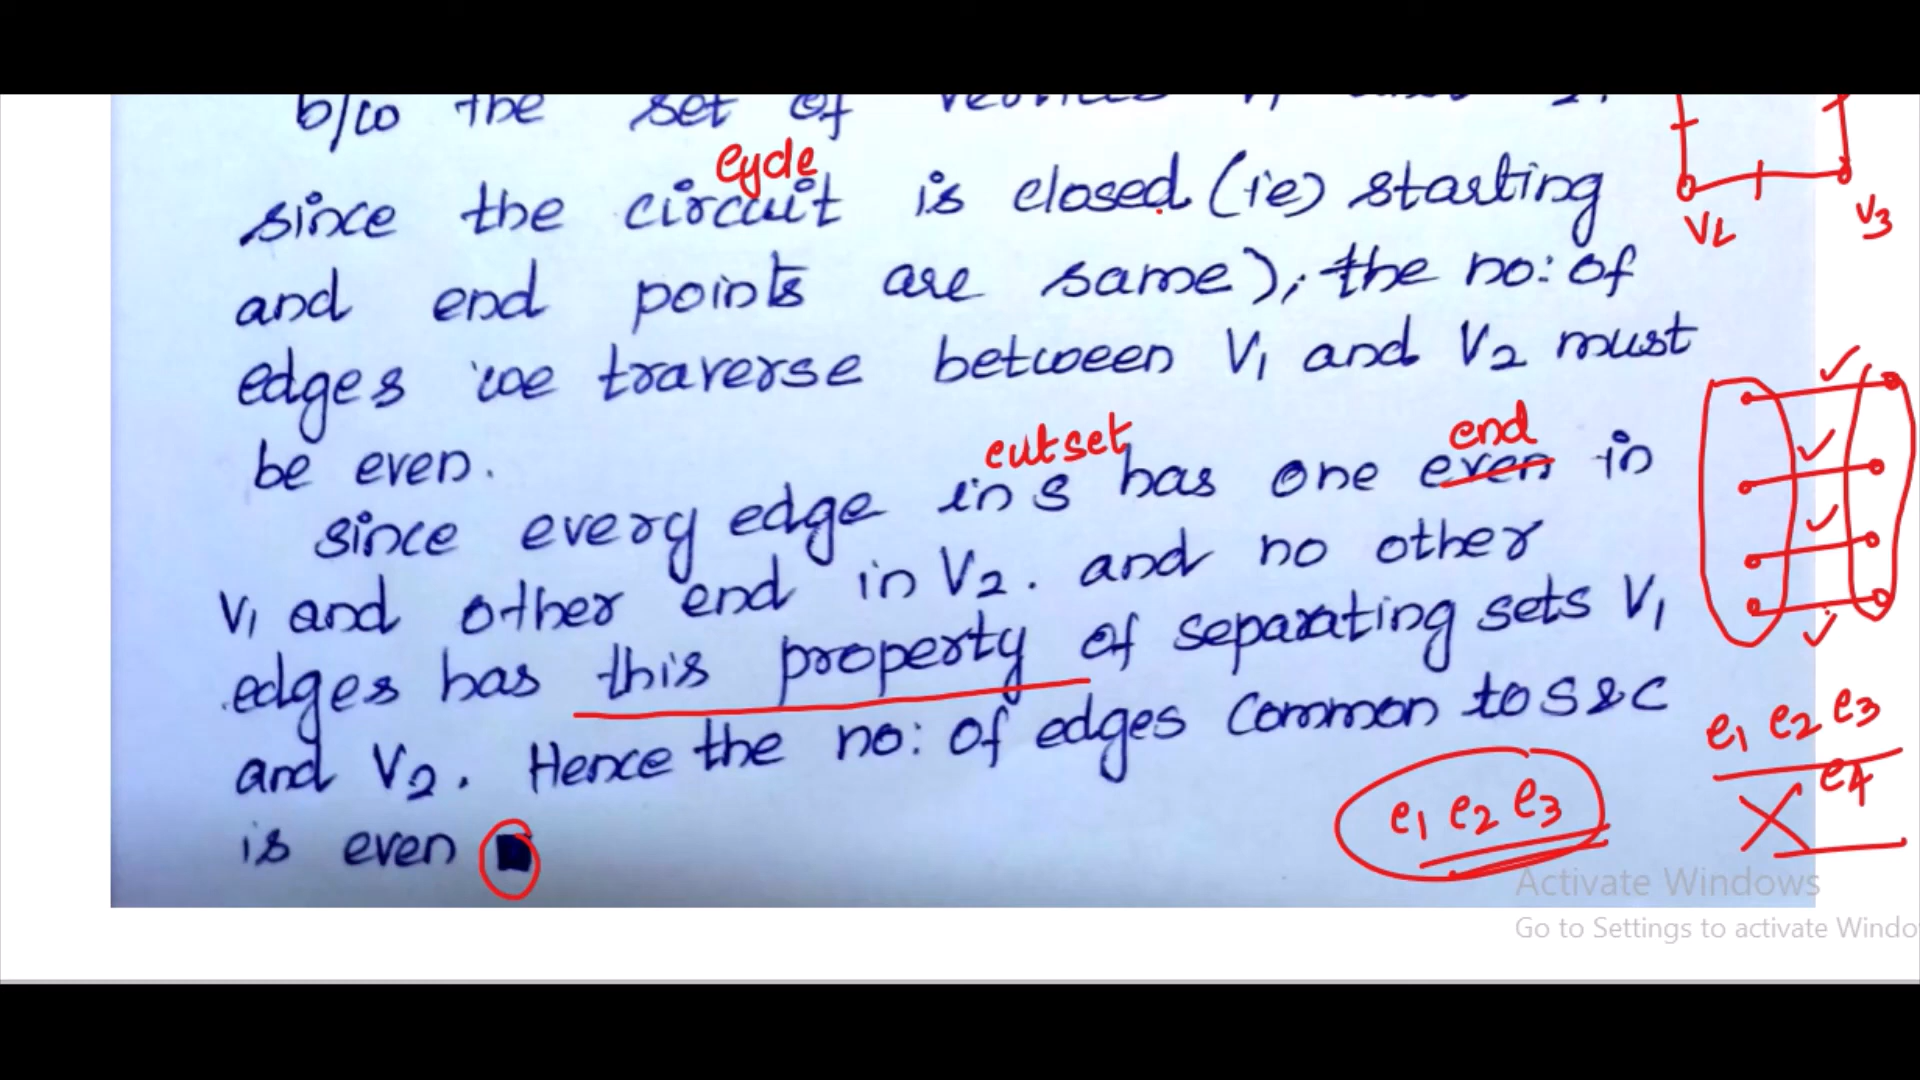 b/w the set of
cycle
since the circuit is closed (ie) starting
and end points are same), the no: of
edges we traverse between V1 and V2 must
be even.
cutset end
since every edge in S has one even in
V1 and other end in V2. and no other
edges has this property of separating sets V1
and V2. Hence the no: of edges common to S & C
is even
V3
e1 e2 e3
e4
e1 e2 e3
Activate Windows
Go to Settings to activate Windo